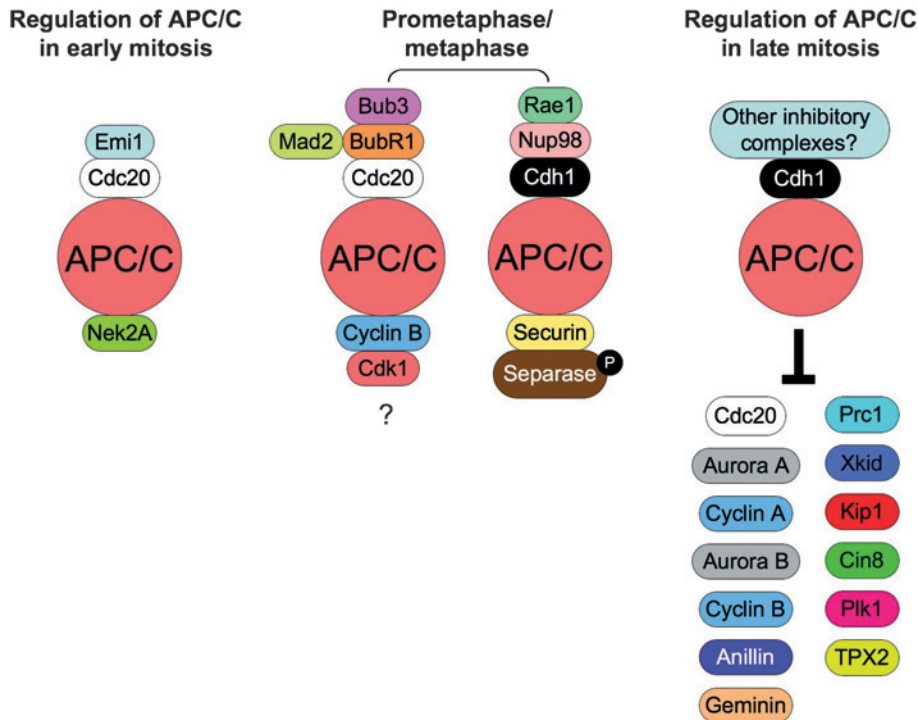 Regulation of APC/C
in early mitosis
Emi1
Cdc20
APC/C
Nek2A
Prometaphase/
metaphase
Bub3
Mad2
BubR1
Cdc20
APC/C
Cyclin B
Cdk1
?
Rae1
Nup98
Cdh1
APC/C
Securin
Separase
P
Regulation of APC/C
in late mitosis
Other inhibitory
complexes?
Cdh1
APC/C
Cdc20
Aurora A
Cyclin A
Aurora B
Cyclin B
Anillin
Geminin
Prc1
Xkid
Kip1
Cin8
Plk1
TPX2